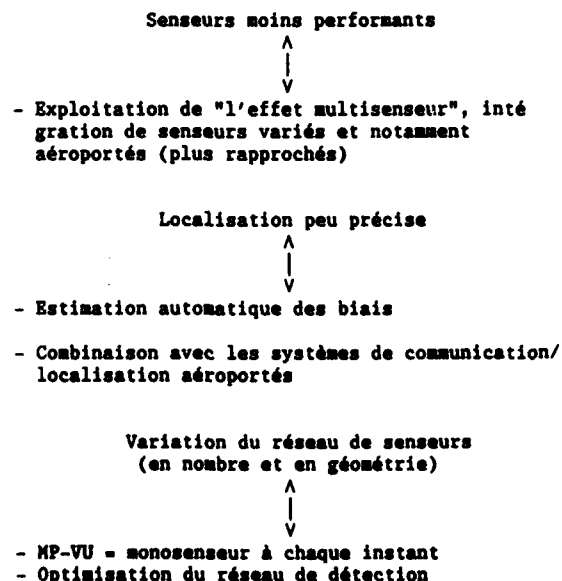 Senseurs moins performants
- Exploitation de "l'effet multisenseur", inté
gration de senseurs variés et notamment
aéroportés (plus rapprochés)
Localisation peu précise
- Estimation automatique des biais
- Combinaison avec les systèmes de communication/
localisation aéroportés
Variation du réseau de senseurs
(en nombre et en géométrie)
- MP-VU = monosenseur à chaque instant
- Optimisation du réseau de détection